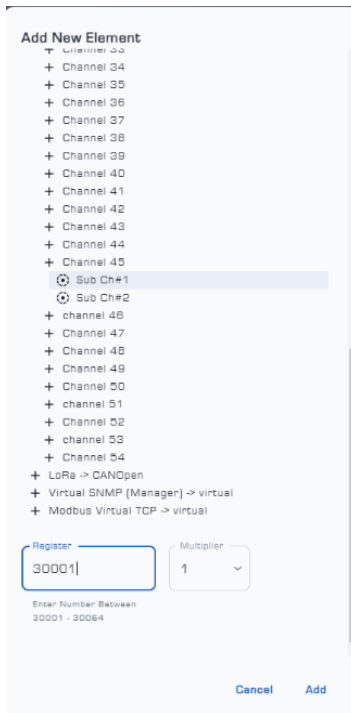 Add New Element
+ Channel 33
+ Channel 34
+ Channel 35
+ Channel 36
+ Channel 37
+ Channel 38
+ Channel 39
+ Channel 40
+ Channel 41
+ Channel 42
+ Channel 43
+ Channel 44
+ Channel 45
Sub Ch#1
Sub Ch#2
+ channel 46
+ Channel 47
+ Channel 48
+ Channel 49
+ Channel 50
+ channel 51
+ Channel 52
+ channel 53
+ Channel 54
+ LoRa -> CANOpen
+ Virtual SNMP (Manager) -> virtual
+ Modbus Virtual TCP -> virtual
Register Multiplier
30001 1
Enter Number Between
30001 - 30064
Cancel Add